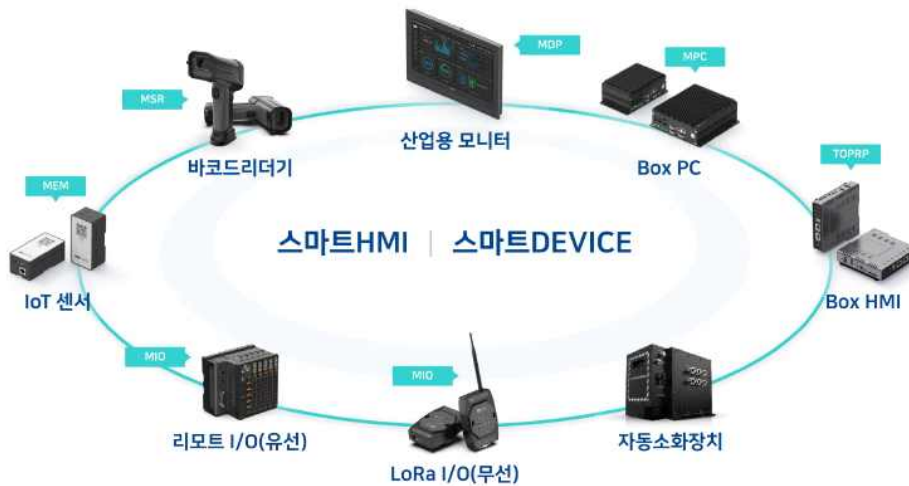 MDP
MPC
MSR
산업용 모니터
바코드리더기
Box PC
TOPRP
MEM
스마트HMI | 스마트DEVICE
IoT 센서
Box HMI
MIO
MIO
리모트 I/O(유선)
자동소화장치
LoRa I/O(무선)